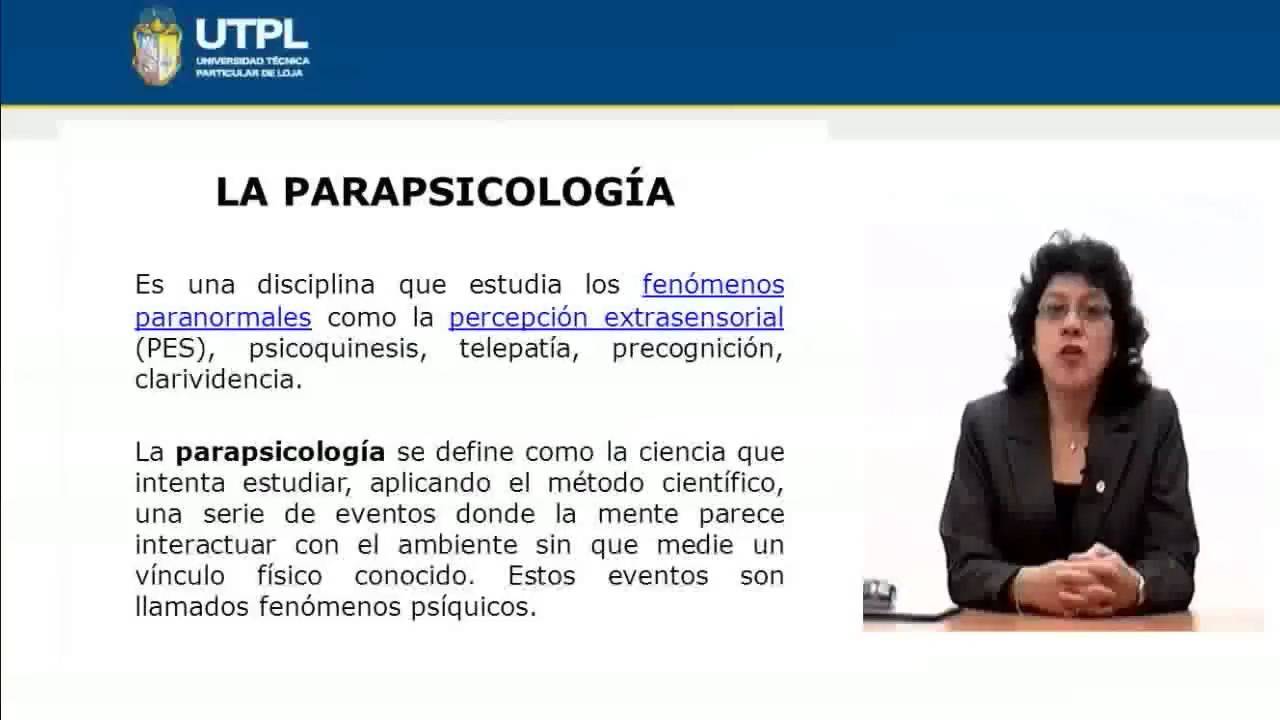 UTPL
UNIVERSIDAD TÉCNICA
PARTICULAR DE LOJA
LA PARAPSICOLOGÍA
Es una disciplina que estudia los fenómenos
paranormales como la percepción extrasensorial
(PES), psicoquinesis, telepatía, precognición,
clarividencia.
La parapsicología se define como la ciencia que
intenta estudiar, aplicando el método científico,
una serie de eventos donde la mente parece
interactuar con el ambiente sin que medie un
vínculo físico conocido. Estos eventos son
llamados fenómenos psíquicos.